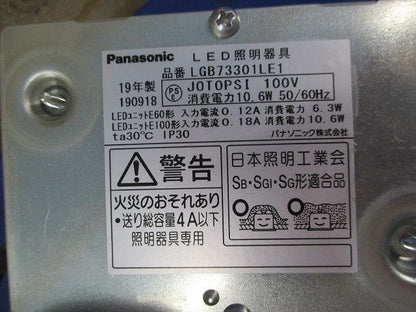 Panasonic LED照明器具
品番 LGB73301LE1
19年製
190918
PS
E
JOTOPSI 100V
消費電力10.6W 50/60Hz
LEDユニットE60形 入力電流 0.12A 消費電力 6.3W
LEDユニットE100形 入力電流 0.18A 消費電力 10.6W
ta30℃ IP30 パナソニック株式会社
警告
火災のおそれあり
•送り総容量4A以下
照明器具専用
日本照明工業会
SB・SGI・SG形適合品